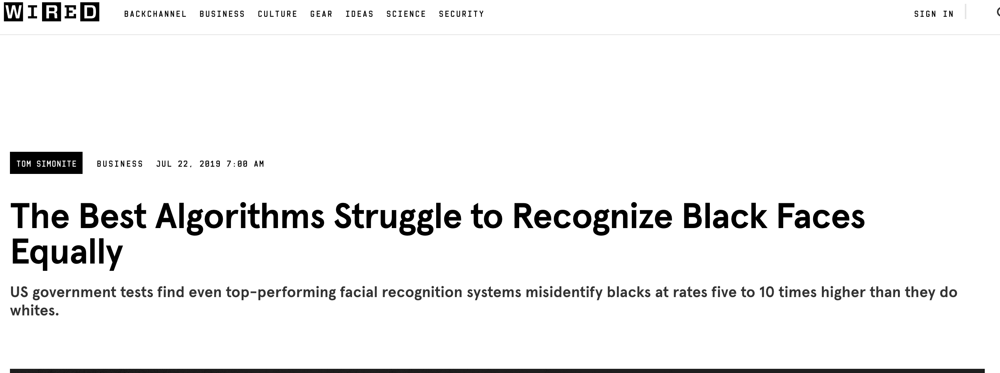 WIRED
BACKCHANNEL BUSINESS CULTURE GEAR IDEAS SCIENCE SECURITY SIGN IN
TOM SIMONITE BUSINESS JUL 22, 2019 7:00 AM
The Best Algorithms Struggle to Recognize Black Faces
Equally
US government tests find even top-performing facial recognition systems misidentify blacks at rates five to 10 times higher than they do
whites.